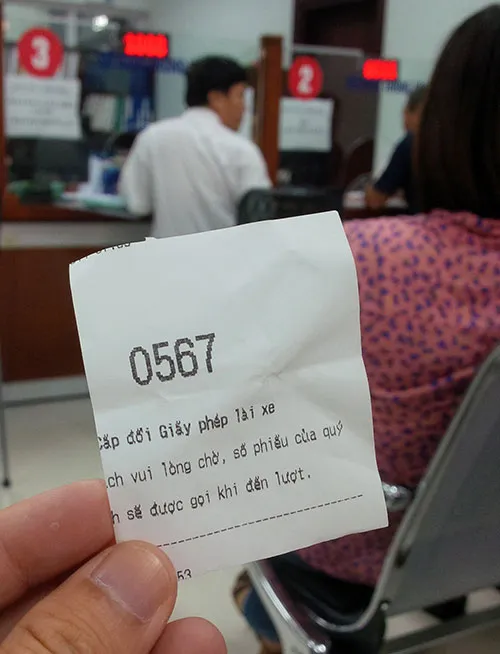 3
2
0567
cấp đổi Giấy phép lái xe
ch vui lòng chờ, số phiếu của quý
h sẽ được gọi khi đến lượt.
53